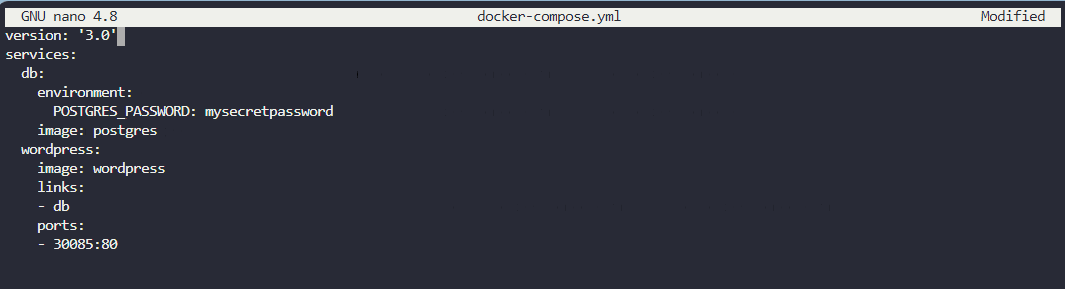 GNU nano 4.8 docker-compose.yml Modified
version: '3.0'
services:
  db:
    environment:
      POSTGRES_PASSWORD: mysecretpassword
    image: postgres
  wordpress:
    image: wordpress
    links:
    - db
    ports:
    - 30085:80